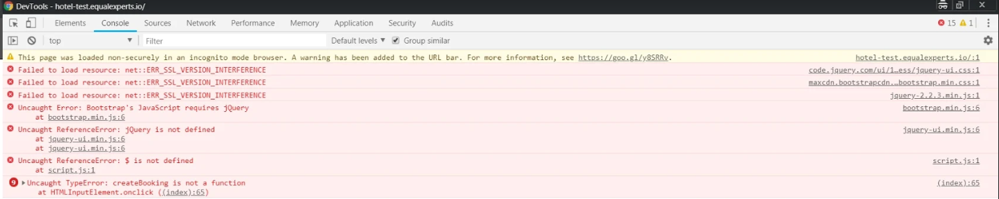 DevTools - hotel-test.equalexperts.io/
Elements Console Sources Network Performance Memory Application Security Audits 15 1
top Filter Default levels Group similar
This page was loaded non-securely in an incognito mode browser. A warning has been added to the URL bar. For more information, see https://goo.gl/y8SRRv. hotel-test.equalexperts.io/:1
Failed to load resource: net::ERR_SSL_VERSION_INTERFERENCE code.jquery.com/ui/1…ess/jquery-ui.css:1
Failed to load resource: net::ERR_SSL_VERSION_INTERFERENCE maxcdn.bootstrapcdn.…bootstrap.min.css:1
Failed to load resource: net::ERR_SSL_VERSION_INTERFERENCE jquery-2.2.3.min.js:1
Uncaught Error: Bootstrap's JavaScript requires jQuery bootstrap.min.js:6
at bootstrap.min.js:6
Uncaught ReferenceError: jQuery is not defined jquery-ui.min.js:6
at jquery-ui.min.js:6
at jquery-ui.min.js:6
Uncaught ReferenceError: $ is not defined script.js:1
at script.js:1
9 Uncaught TypeError: createBooking is not a function (index):65
at HTMLInputElement.onclick ((index):65)